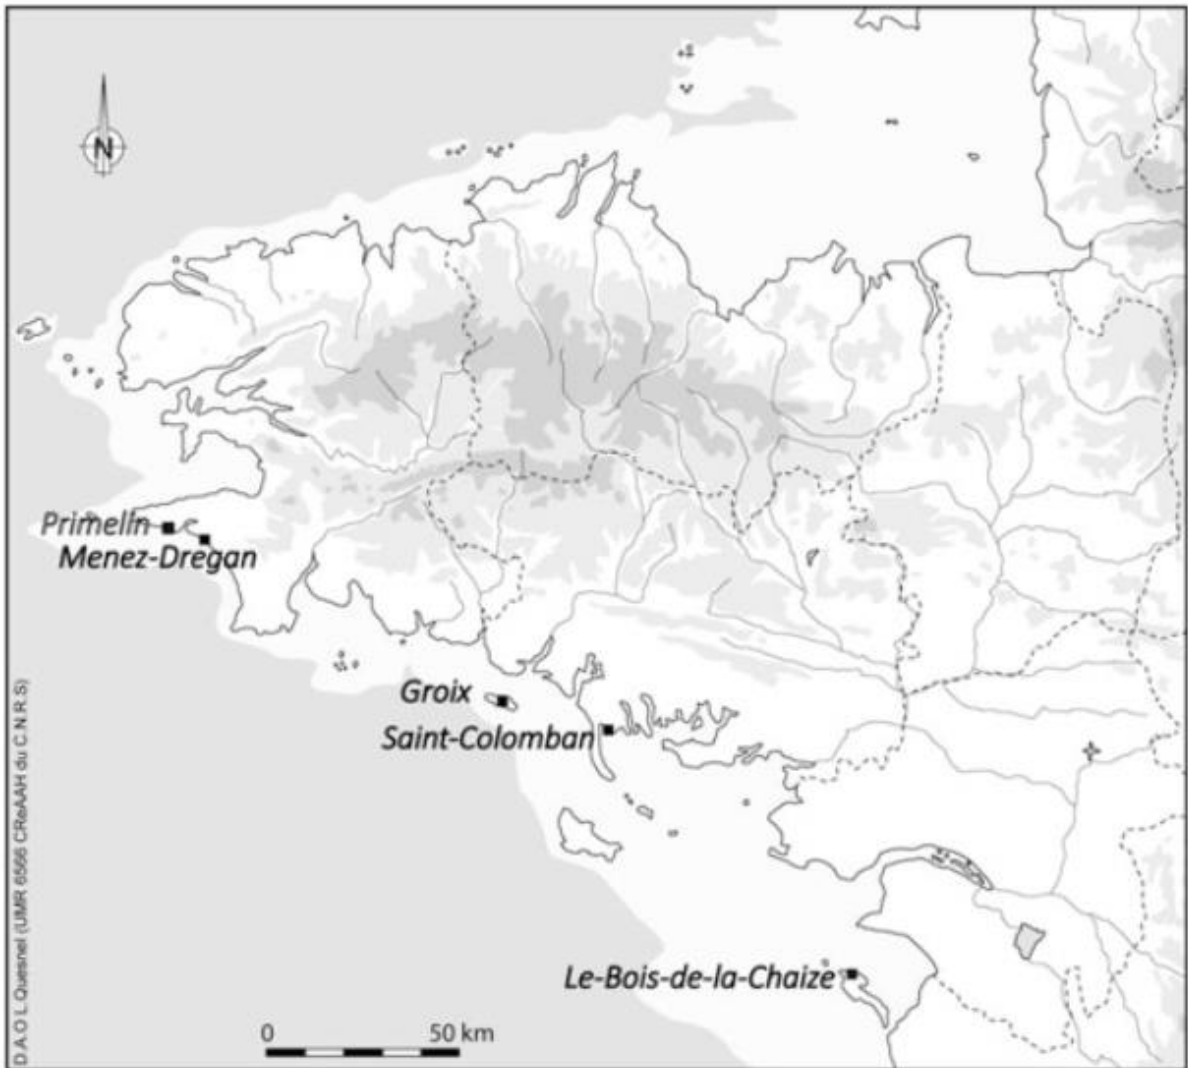 N
Primelin
Menez-Dregan
Groix
Saint-Colomban
Le-Bois-de-la-Chaize
0 50 km
D.A.O L. Quesnel (UMR 6566 CReAAH du C.N.R.S)